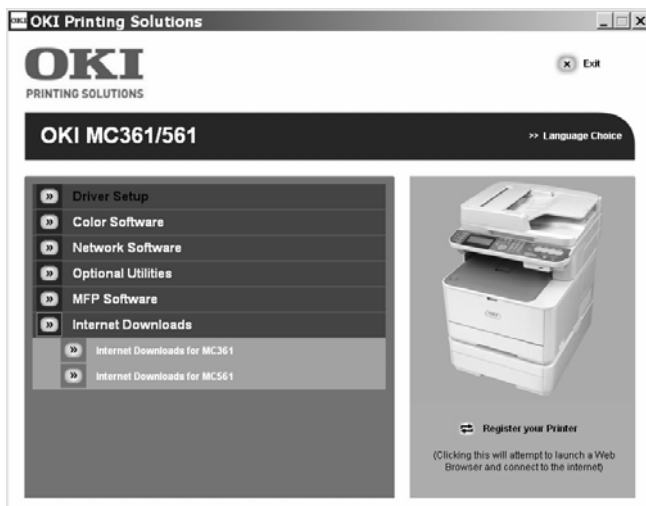 OKI Printing Solutions
OKI
PRINTING SOLUTIONS
Exit
OKI MC361/561
>> Language Choice
Driver Setup
Color Software
Network Software
Optional Utilities
MFP Software
Internet Downloads
Internet Downloads for MC361
Internet Downloads for MC561
Register your Printer
(Clicking this will attempt to launch a Web
Browser and connect to the internet)